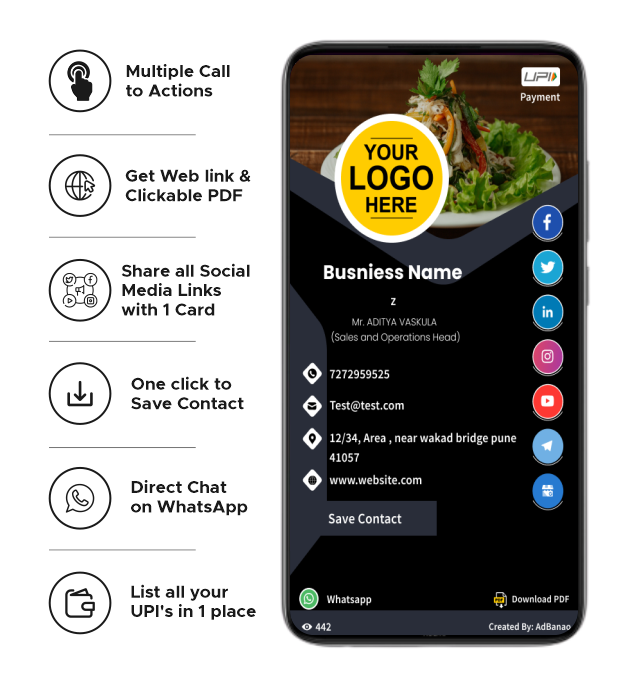 Multiple Call
to Actions
Get Web link &
Clickable PDF
Share all Social
Media Links
with 1 Card
One click to
Save Contact
Direct Chat
on WhatsApp
List all your
UPI's in 1 place
UPI
Payment
YOUR
LOGO
HERE
Busniess Name
z
Mr. ADITYA VASKULA
(Sales and Operations Head)
7272959525
Test@test.com
12/34, Area , near wakad bridge pune
41057
www.website.com
Save Contact
Whatsapp
PDF
Download PDF
442
Created By: AdBanao